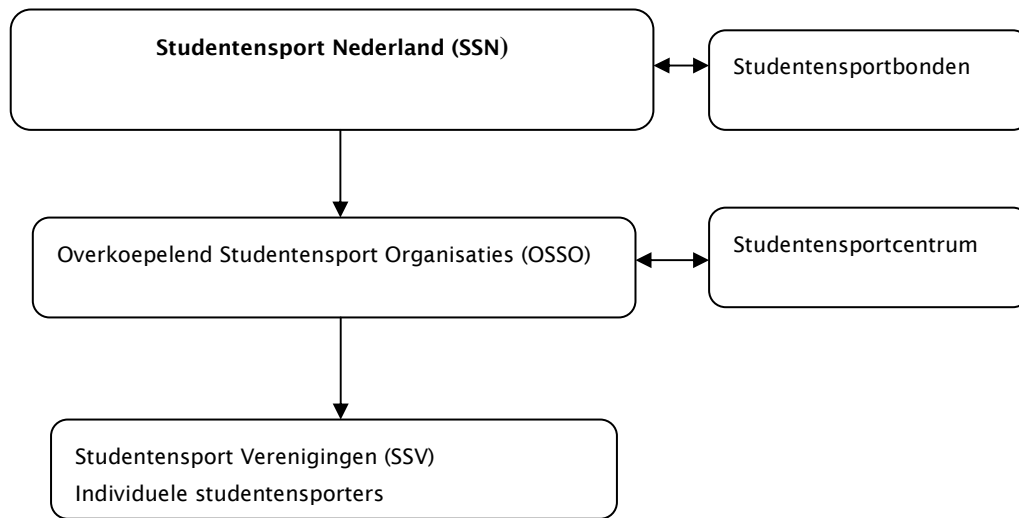 Studentensport Nederland (SSN)
Studentensportbonden
Overkoepelend Studentensport Organisaties (OSSO)
Studentensportcentrum
Studentensport Verenigingen (SSV)
Individuele studentensporters